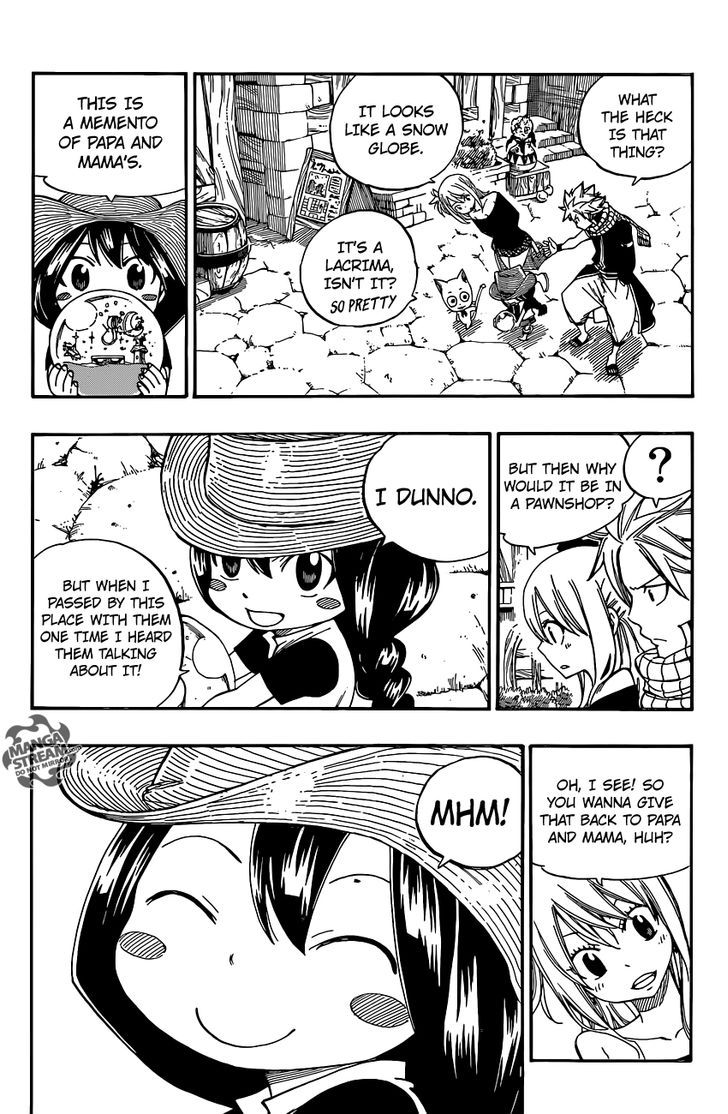 WHAT
THE HECK
IS THAT
THING?
IT LOOKS
LIKE A SNOW
GLOBE.
IT'S A
LACRIMA,
ISN'T IT?
SO PRETTY
THIS IS
A MEMENTO
OF PAPA AND
MAMA'S.
?
BUT THEN WHY
WOULD IT BE IN
A PAWNSHOP?
I DUNNO.
BUT WHEN I
PASSED BY THIS
PLACE WITH THEM
ONE TIME I HEARD
THEM TALKING
ABOUT IT!
OH, I SEE! SO
YOU WANNA GIVE
THAT BACK TO PAPA
AND MAMA, HUH?
MHM!
MANGA
STREAM
DO NOT MIRROR